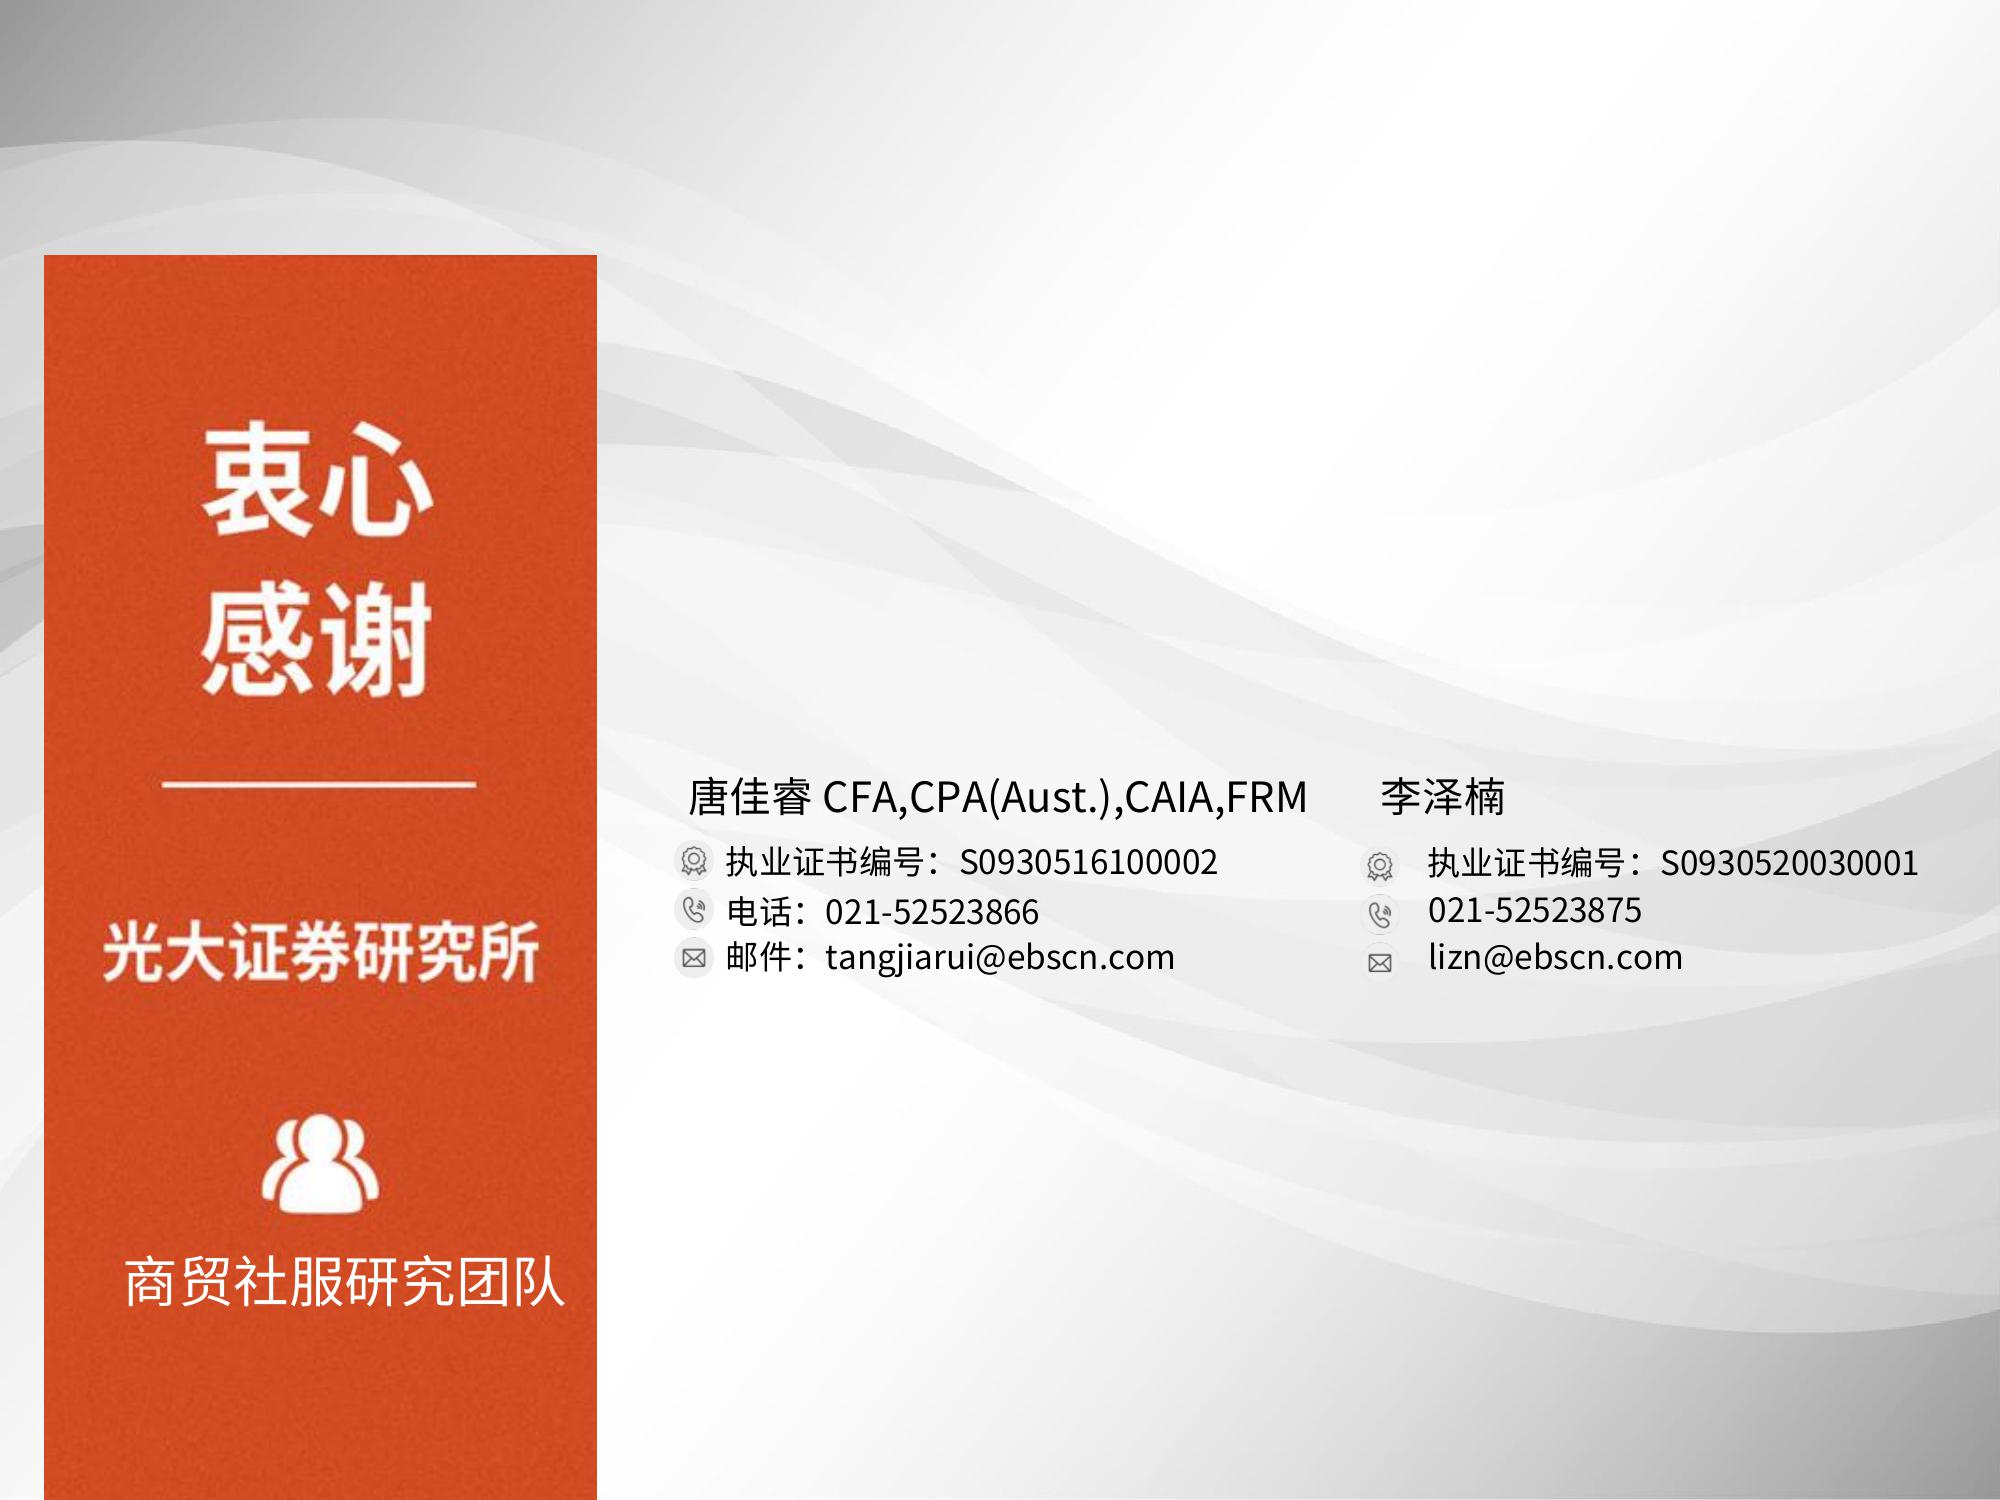 衷心
感谢
光大证券研究所
商贸社服研究团队
唐佳睿 CFA,CPA(Aust.),CAIA,FRM
执业证书编号：S0930516100002
电话：021-52523866
邮件：tangjiarui@ebscn.com
李泽楠
执业证书编号：S0930520030001
021-52523875
lizn@ebscn.com